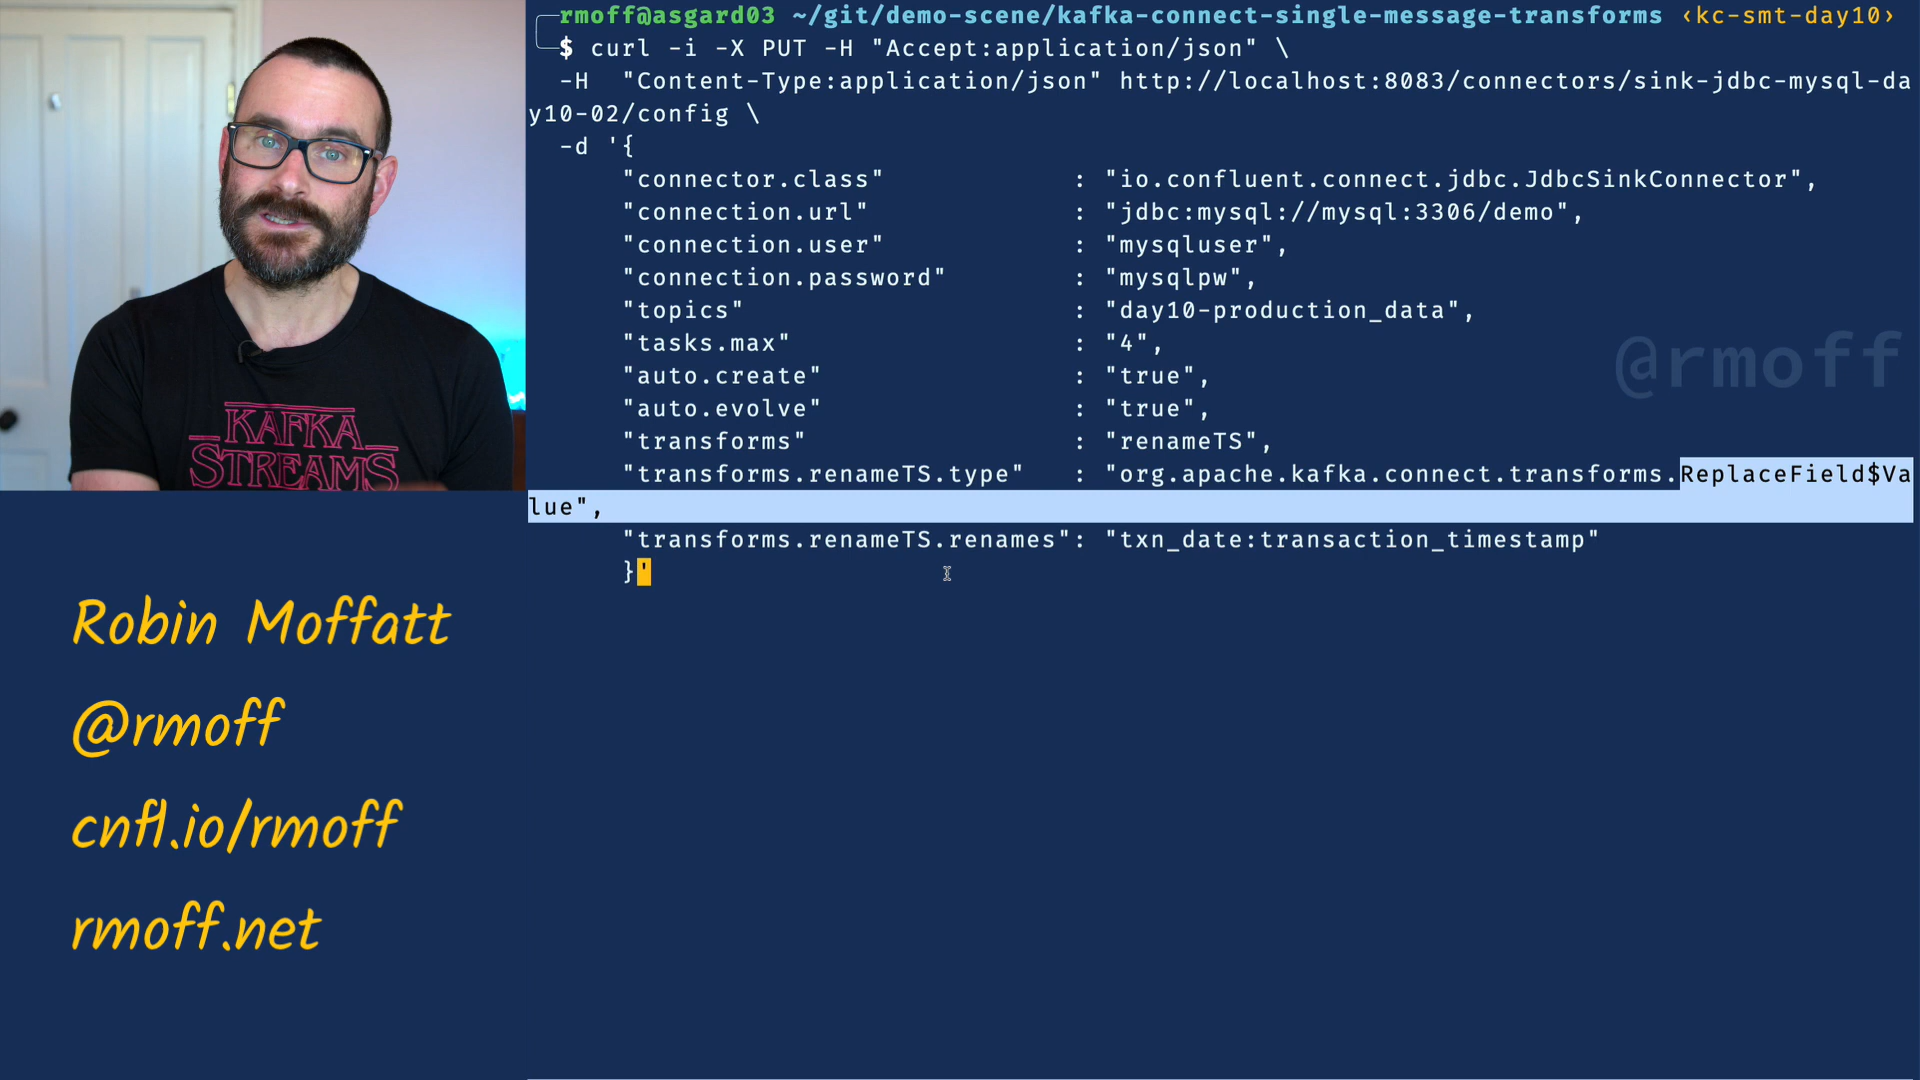 rmoff@asgard03 ~/git/demo-scene/kafka-connect-single-message-transforms ‹kc-smt-day10›
$ curl -i -X PUT -H "Accept:application/json" \
-H  "Content-Type:application/json" http://localhost:8083/connectors/sink-jdbc-mysql-da
y10-02/config \
-d '{
"connector.class" : "io.confluent.connect.jdbc.JdbcSinkConnector",
"connection.url" : "jdbc:mysql://mysql:3306/demo",
"connection.user" : "mysqluser",
"connection.password" : "mysqlpw",
"topics" : "day10-production_data",
"tasks.max" : "4",
"auto.create" : "true",
"auto.evolve" : "true",
"transforms" : "renameTS",
"transforms.renameTS.type" : "org.apache.kafka.connect.transforms.ReplaceField$Va
lue",
"transforms.renameTS.renames": "txn_date:transaction_timestamp"
}'
@rmoff
KAFKA
STREAMS
Robin Moffatt
@rmoff
cnfl.io/rmoff
rmoff.net